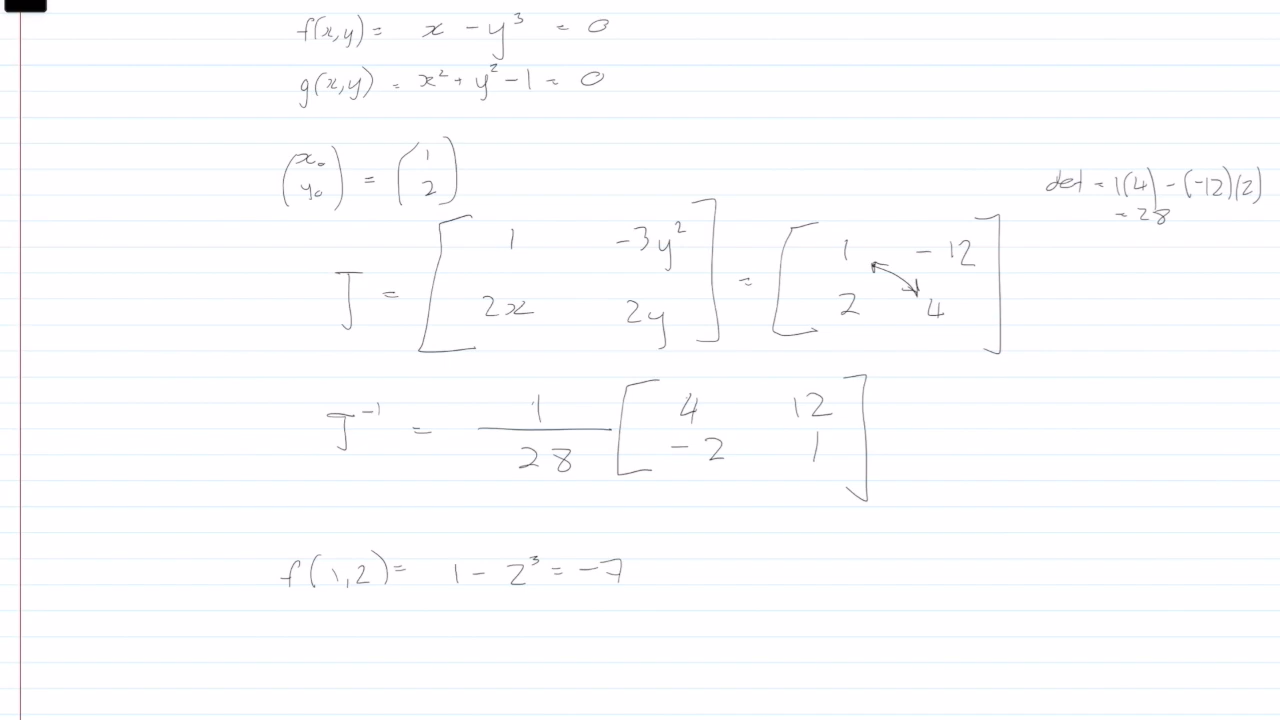 f(x,y) = x - y³ = 0
g(x,y) = x² + y² - 1 = 0
(x₀ y₀) = (1 2)
det = 1(4) - (-12)(2)
= 28
J = [1 -3y² 2x 2y] = [1 -12 2 4]
J⁻¹ = 1/28 [4 12 -2 1]
f(1,2) = 1 - 2³ = -7